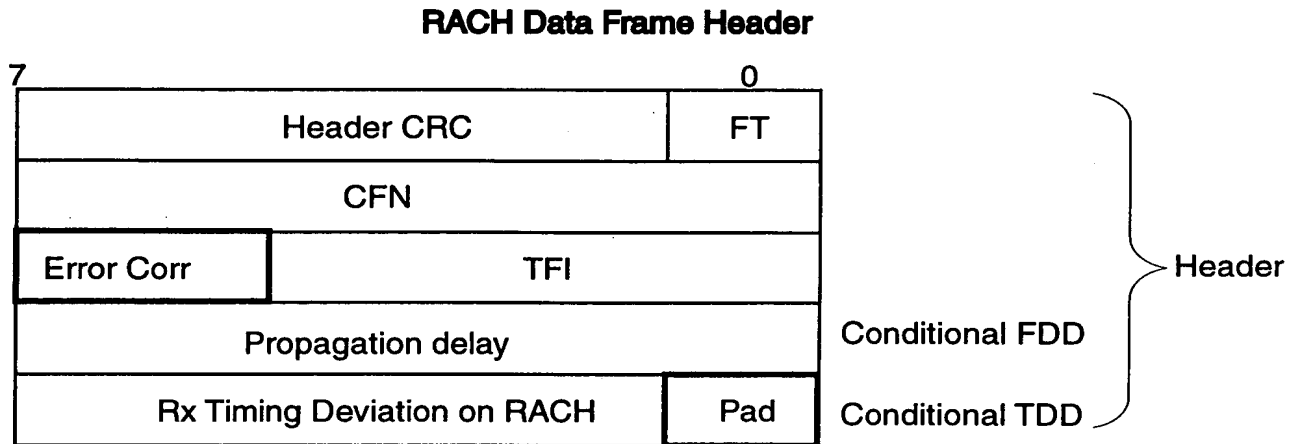 RACH Data Frame Header
7 0
Header CRC FT
CFN
Error Corr TFI
Header
Propagation delay Conditional FDD
Rx Timing Deviation on RACH Pad Conditional TDD